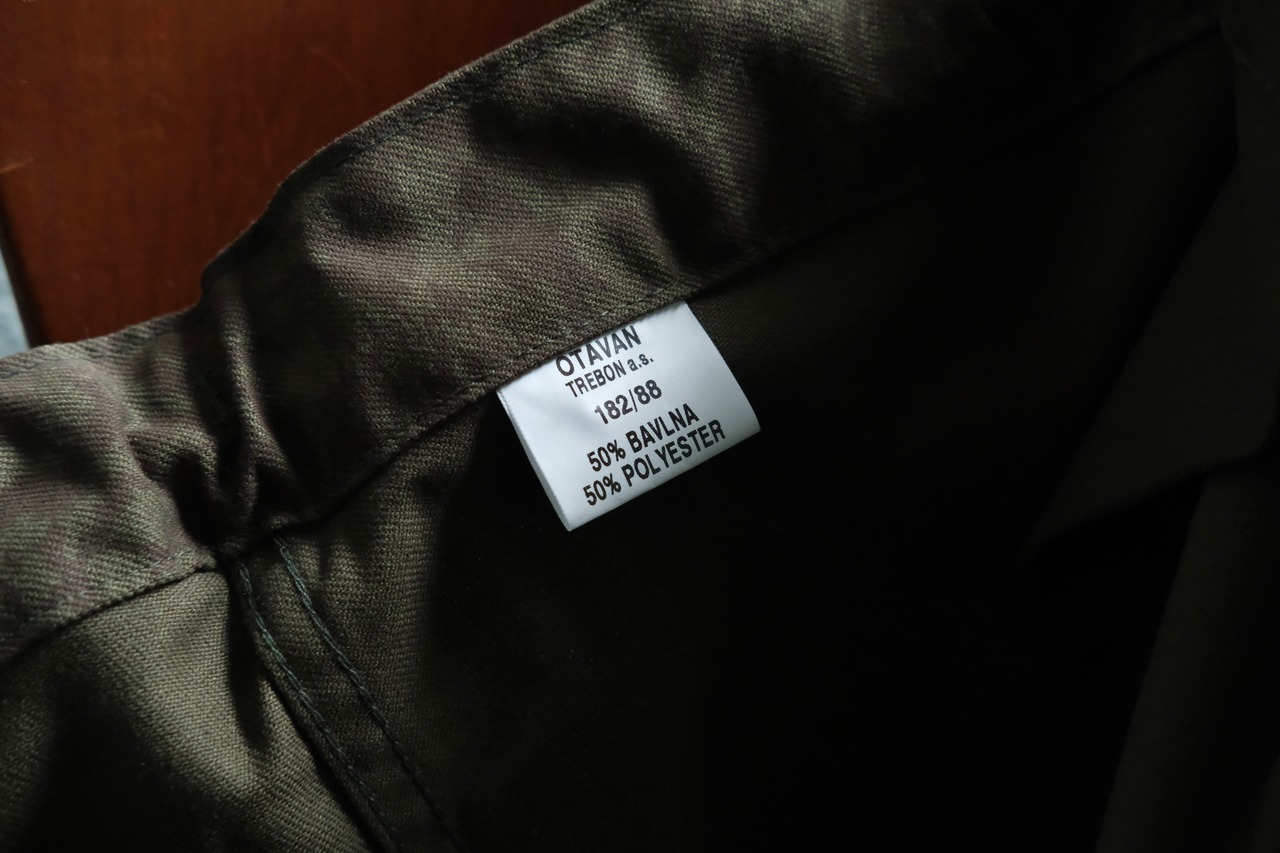 OTAVAN
TREBON a.s.
182/88
50% BAVLNA
50% POLYESTER